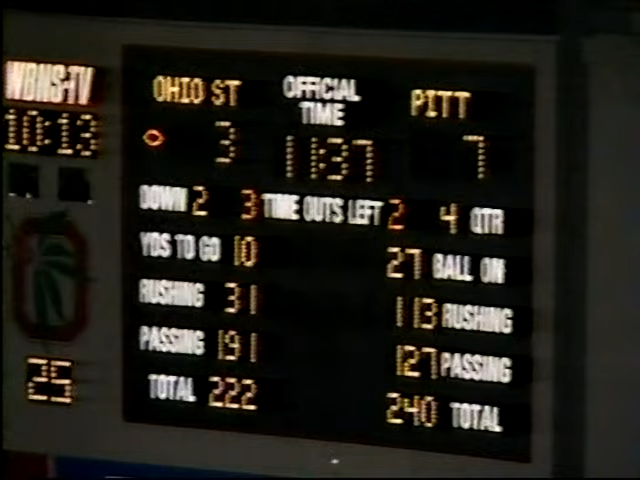 WBNS-TV
10:13
OHIO ST OFFICIAL TIME PITT
3 11:37 7
DOWN 2 3 TIME OUTS LEFT 2 4 QTR
YDS TO GO 10 27 BALL ON
RUSHING 31 113 RUSHING
PASSING 191 127 PASSING
TOTAL 222 240 TOTAL
25